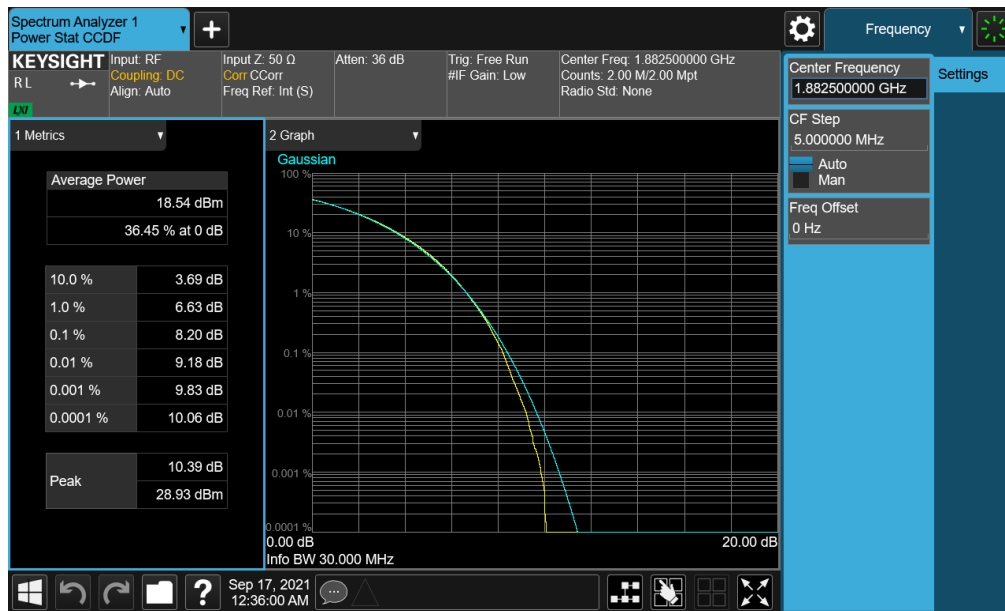 Spectrum Analyzer 1
Power Stat CCDF
Frequency
KEYSIGHT
R L
LXI
Input: RF
Coupling: DC
Align: Auto
Input Z: 50 Ω
Corr CCorr
Freq Ref: Int (S)
Atten: 36 dB
Trig: Free Run
#IF Gain: Low
Center Freq: 1.882500000 GHz
Counts: 2.00 M/2.00 Mpt
Radio Std: None
Center Frequency
1.882500000 GHz
Settings
CF Step
5.000000 MHz
Auto
Man
Freq Offset
0 Hz
1 Metrics
Average Power
18.54 dBm
36.45 % at 0 dB
10.0 % 3.69 dB
1.0 % 6.63 dB
0.1 % 8.20 dB
0.01 % 9.18 dB
0.001 % 9.83 dB
0.0001 % 10.06 dB
Peak
10.39 dB
28.93 dBm
2 Graph
Gaussian
100 %
10 %
1 %
0.1 %
0.01 %
0.001 %
0.0001 %
0.00 dB 20.00 dB
Info BW 30.000 MHz
?
Sep 17, 2021
12:36:00 AM